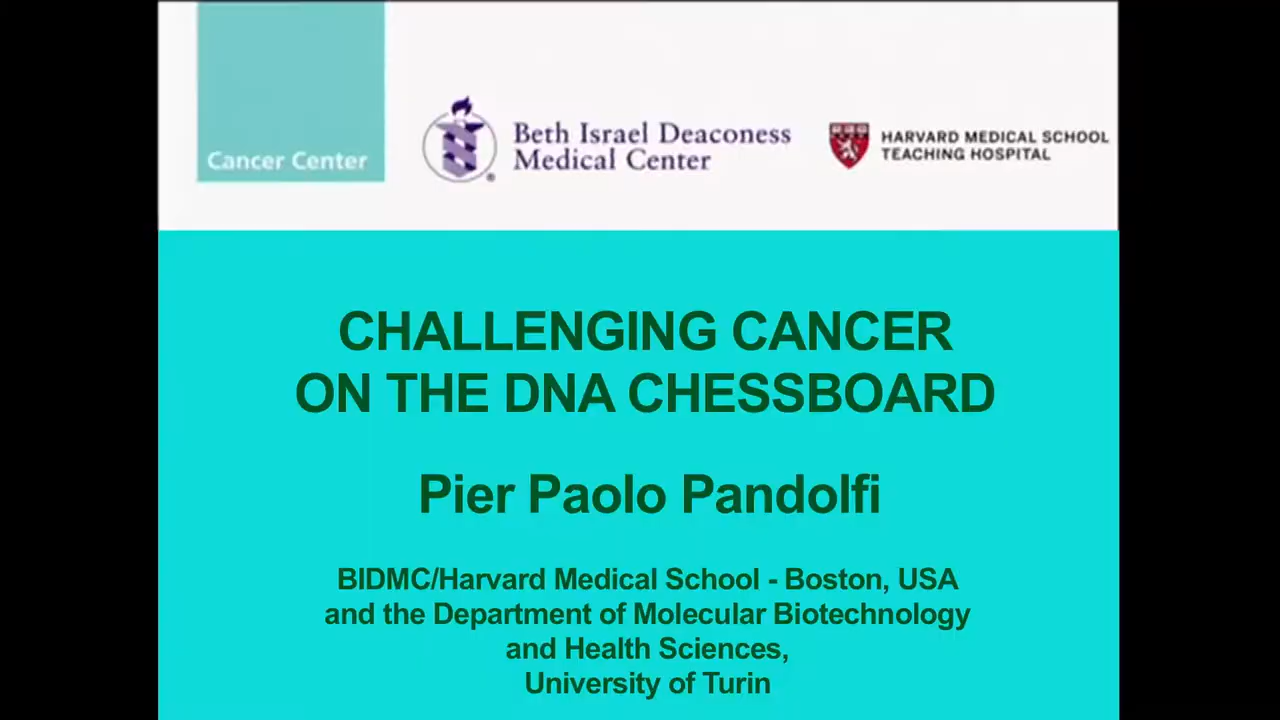 Cancer Center
Beth Israel Deaconess
Medical Center
®
HARVARD MEDICAL SCHOOL
TEACHING HOSPITAL
CHALLENGING CANCER
ON THE DNA CHESSBOARD
Pier Paolo Pandolfi
BIDMC/Harvard Medical School - Boston, USA
and the Department of Molecular Biotechnology
and Health Sciences,
University of Turin